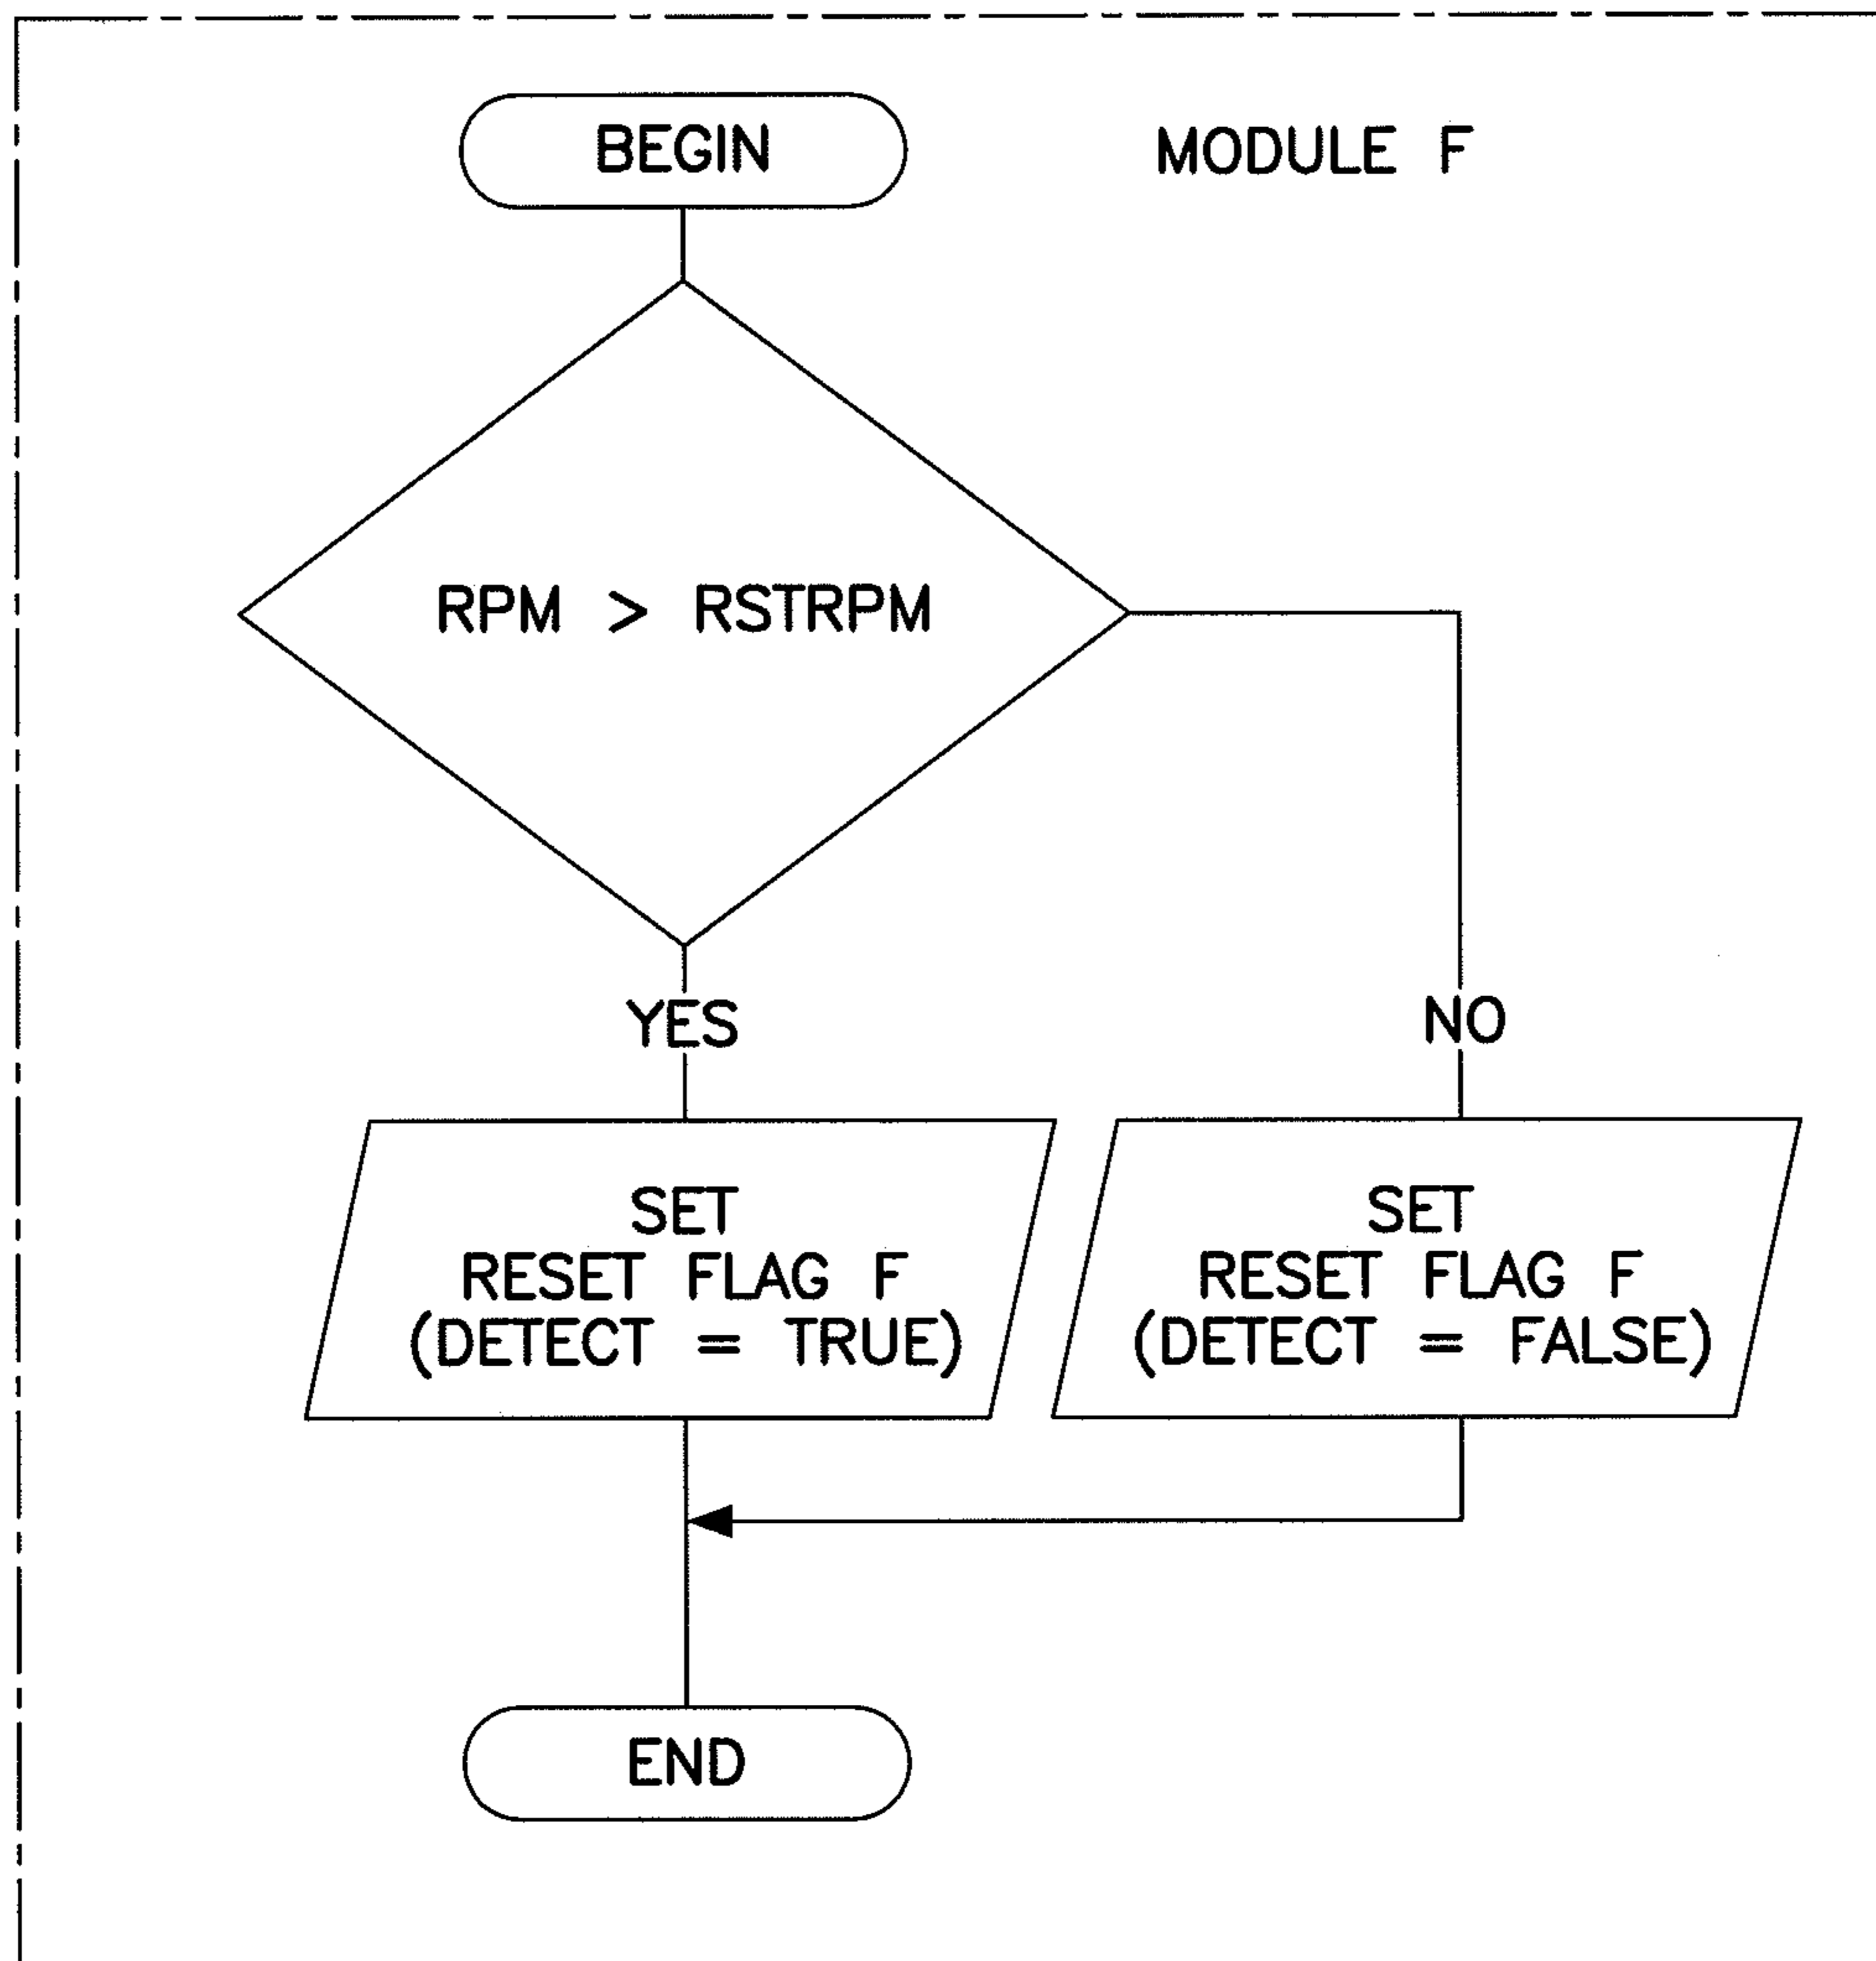 BEGIN
MODULE F
RPM > RSTRPM
YES
NO
SET
RESET FLAG F
(DETECT = TRUE)
SET
RESET FLAG F
(DETECT = FALSE)
END